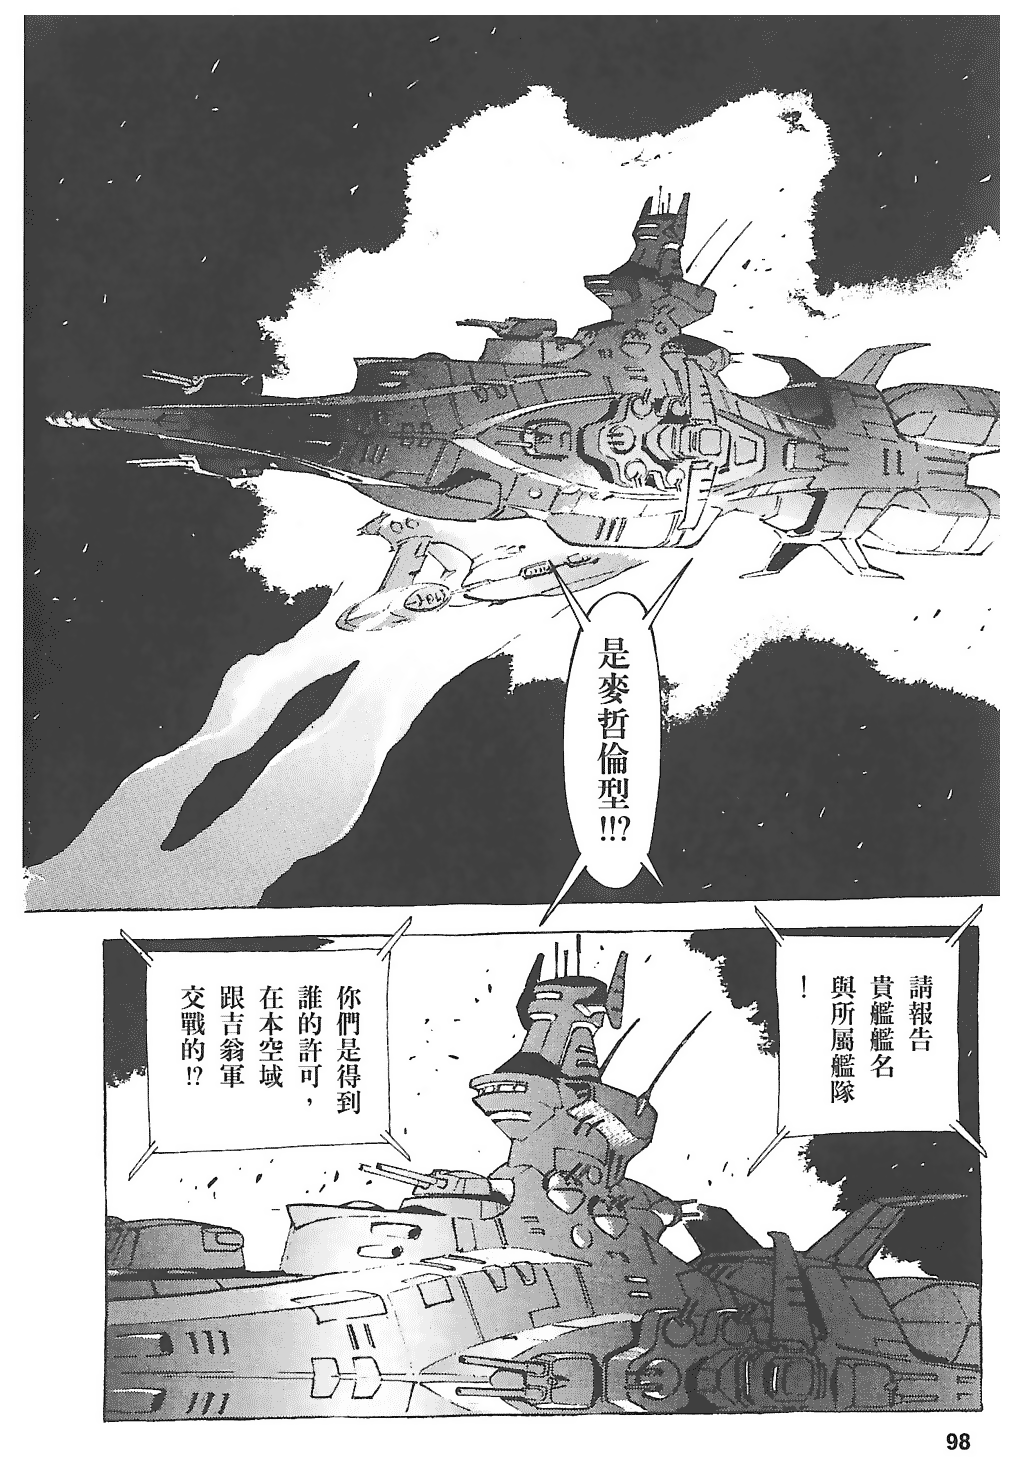 是麥哲倫型!!?
請報告
貴艦艦名
與所屬艦隊
！
你們是得到
誰的許可，
在本空域
跟吉翁軍
交戰的!?
98